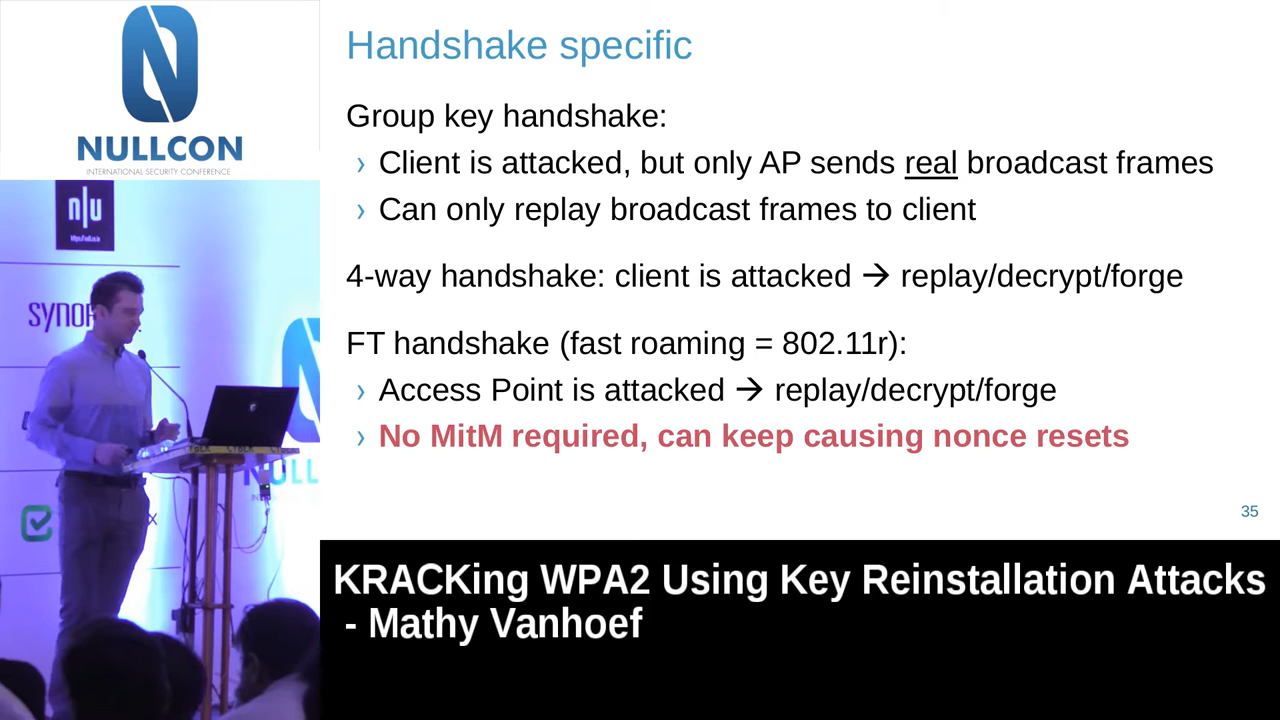 NULLCON
INTERNATIONAL SECURITY CONFERENCE
n|u
Handshake specific
Group key handshake:
› Client is attacked, but only AP sends real broadcast frames
› Can only replay broadcast frames to client
4-way handshake: client is attacked → replay/decrypt/forge
FT handshake (fast roaming = 802.11r):
› Access Point is attacked → replay/decrypt/forge
› No MitM required, can keep causing nonce resets
35
KRACKing WPA2 Using Key Reinstallation Attacks
- Mathy Vanhoef